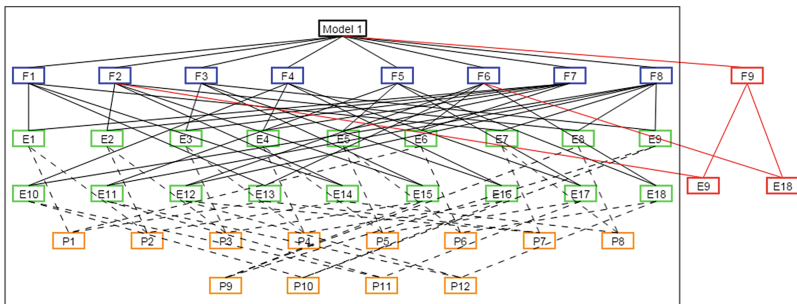 Model 1
F1 F2 F3 F4 F5 F6 F7 F8 F9
E1 E2 E3 E4 E5 E6 E7 E8 E9
E10 E11 E12 E13 E14 E15 E16 E17 E18 E9 E18
P1 P2 P3 P4 P5 P6 P7 P8
P9 P10 P11 P12